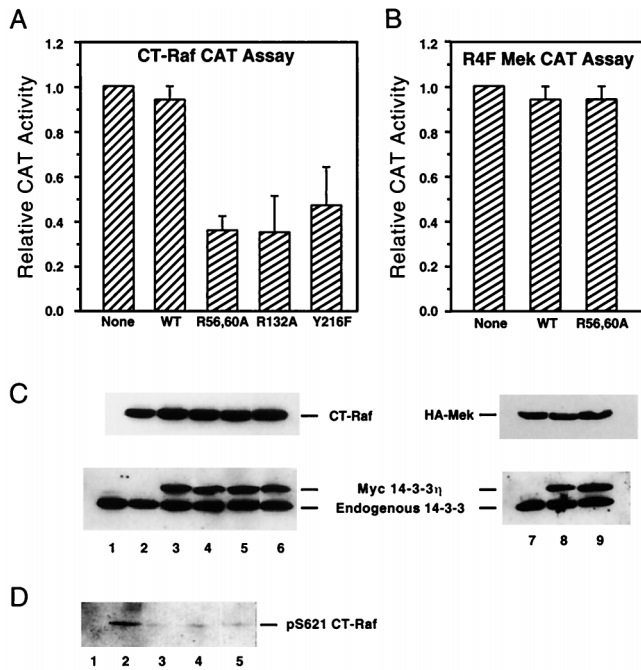 A
CT-Raf CAT Assay
Relative CAT Activity
1.2
1.0
0.8
0.6
0.4
0.2
0.0
None WT R56,60A R132A Y216F
B
R4F Mek CAT Assay
Relative CAT Activity
1.2
1.0
0.8
0.6
0.4
0.2
0.0
None WT R56,60A
C
CT-Raf
HA-Mek
Myc 14-3-3η
Endogenous 14-3-3
1 2 3 4 5 6
7 8 9
D
pS621 CT-Raf
1 2 3 4 5